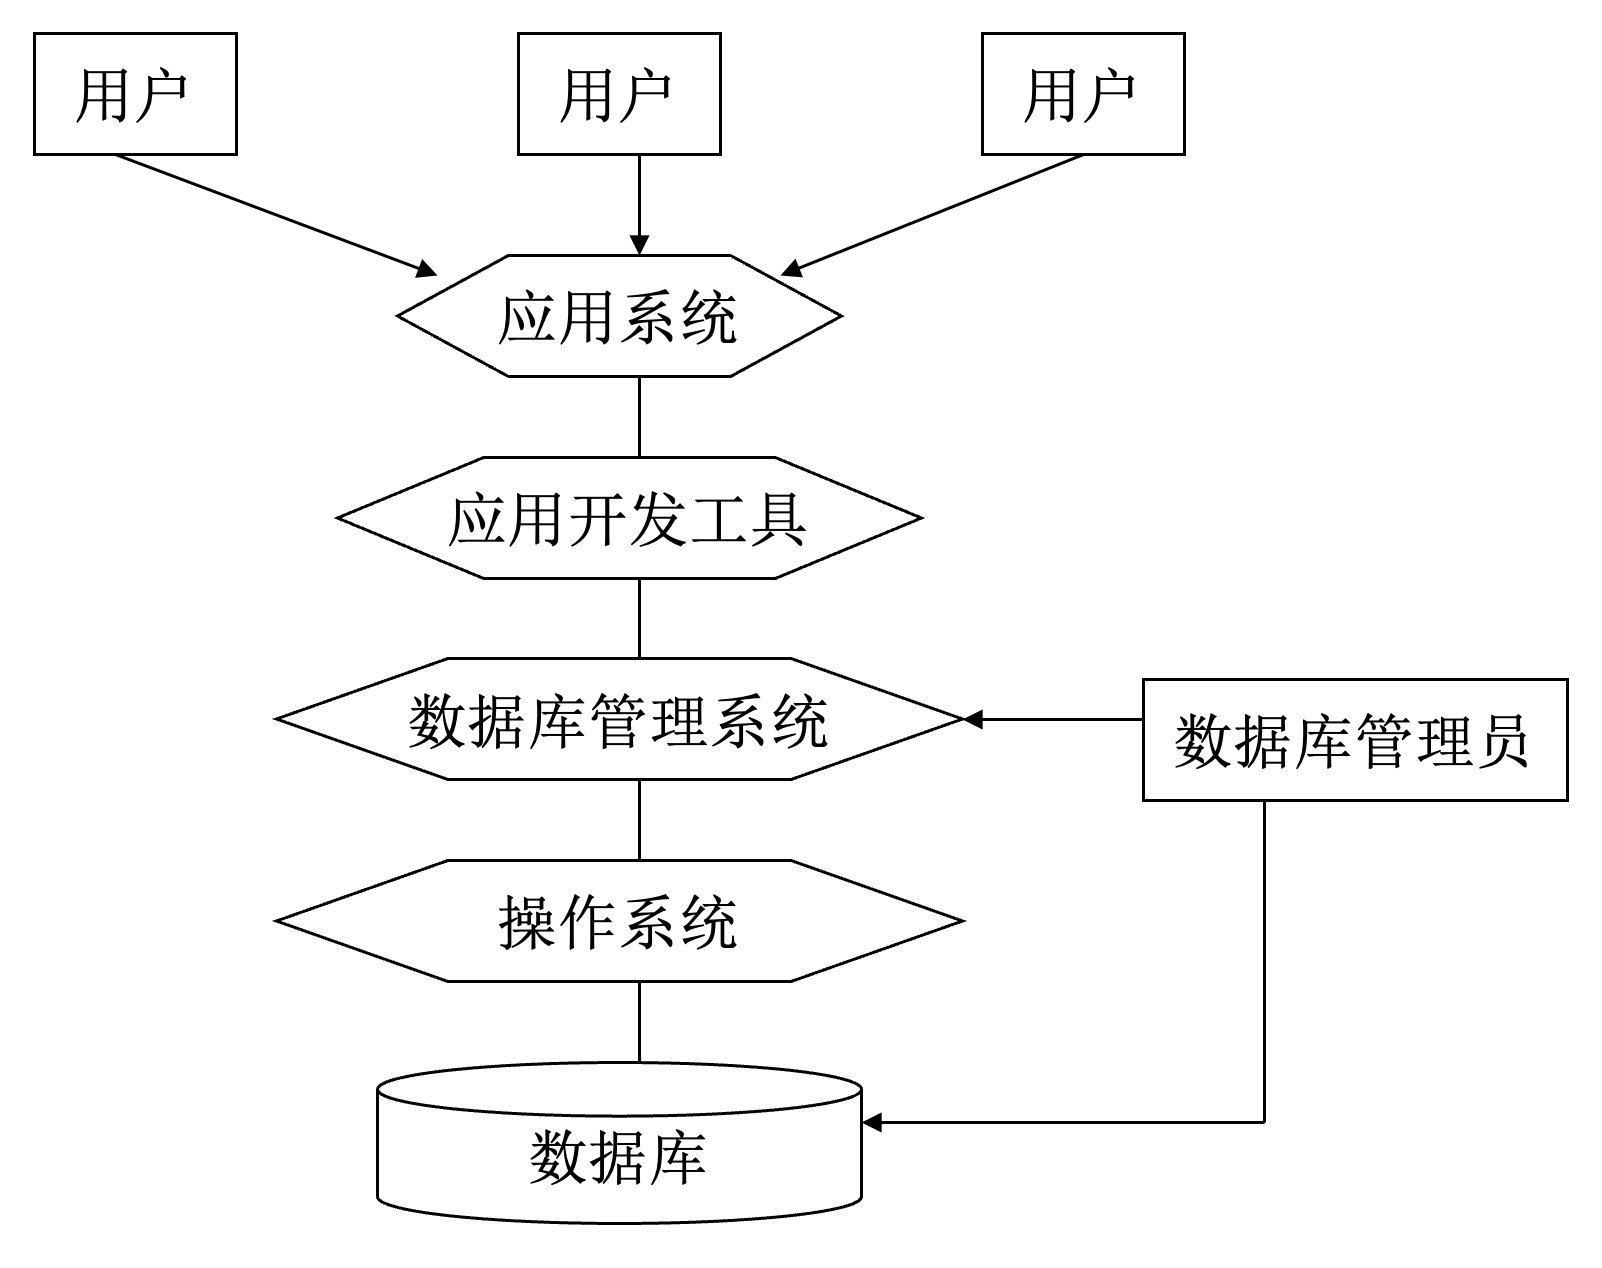 用户
用户
用户
应用系统
应用开发工具
数据库管理系统
数据库管理员
操作系统
数据库